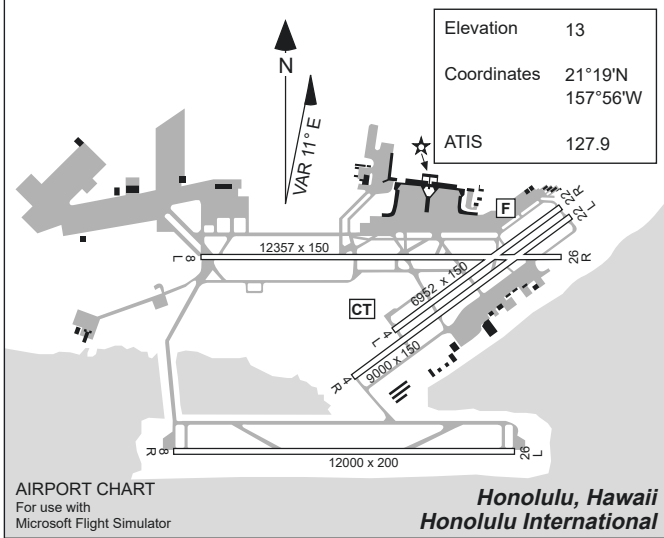 Elevation 13
Coordinates 21°19'N
157°56'W
ATIS 127.9
N
VAR 11° E
F
22
R
22
L
12357 x 150
8
L
26
R
6952 x 150
CT
4
L
9000 x 150
4
R
8
R
26
L
12000 x 200
AIRPORT CHART
For use with
Microsoft Flight Simulator
Honolulu, Hawaii
Honolulu International